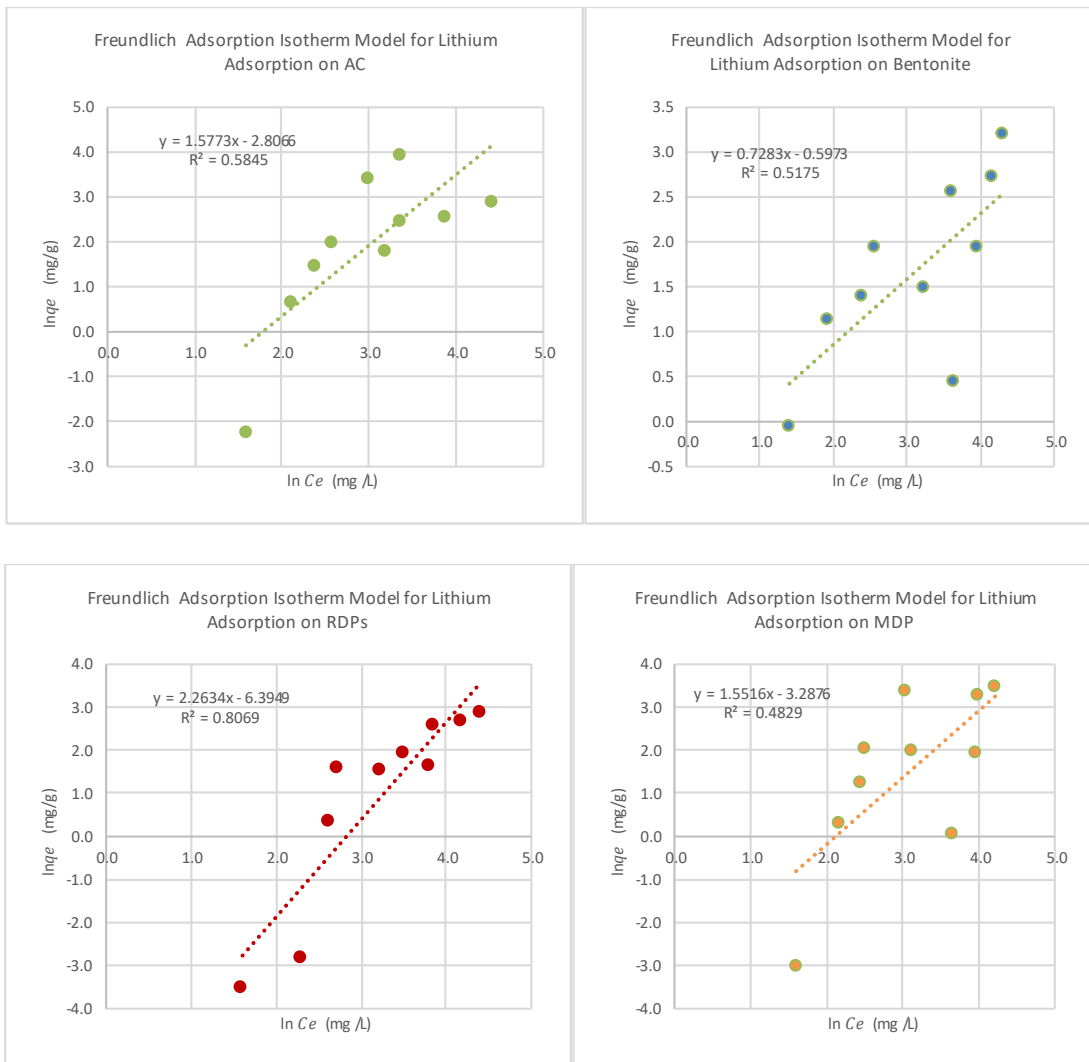 Freundlich Adsorption Isotherm Model for Lithium
Adsorption on AC
5.0
4.0
3.0
2.0
1.0
0.0
-1.0
-2.0
-3.0
y = 1.5773x - 2.8066
R² = 0.5845
0.0 1.0 2.0 3.0 4.0 5.0
lnqe (mg/g)
ln Ce (mg /L)
Freundlich Adsorption Isotherm Model for
Lithium Adsorption on Bentonite
3.5
3.0
2.5
2.0
1.5
1.0
0.5
0.0
-0.5
y = 0.7283x - 0.5973
R² = 0.5175
0.0 1.0 2.0 3.0 4.0 5.0
lnqe (mg/g)
ln Ce (mg /L)
Freundlich Adsorption Isotherm Model for Lithium
Adsorption on RDPs
4.0
3.0
2.0
1.0
0.0
-1.0
-2.0
-3.0
-4.0
y = 2.2634x - 6.3949
R² = 0.8069
0.0 1.0 2.0 3.0 4.0 5.0
lnqe (mg/g)
ln Ce (mg /L)
Freundlich Adsorption Isotherm Model for Lithium
Adsorption on MDP
4.0
3.0
2.0
1.0
0.0
-1.0
-2.0
-3.0
-4.0
y = 1.5516x - 3.2876
R² = 0.4829
0.0 1.0 2.0 3.0 4.0 5.0
lnqe (mg/g)
ln Ce (mg /L)